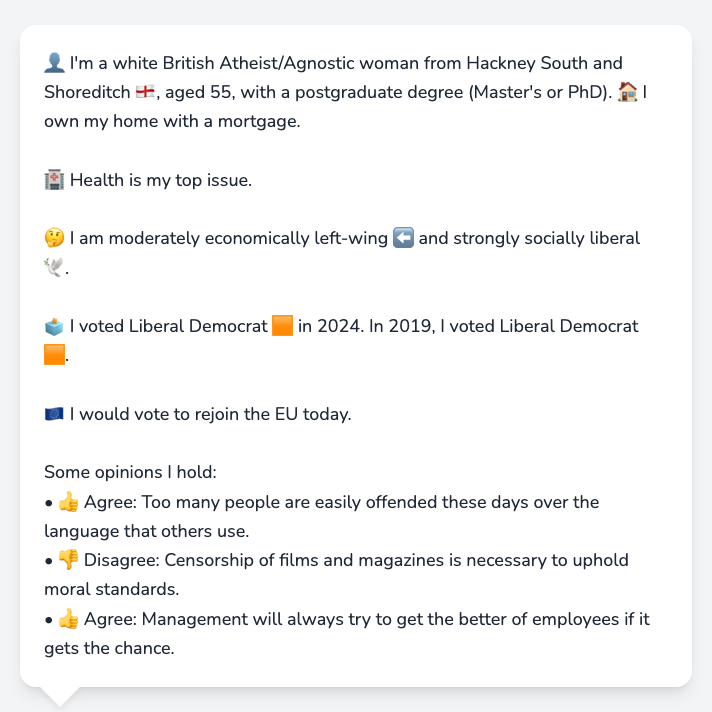 👤 I'm a white British Atheist/Agnostic woman from Hackney South and
Shoreditch 🏴󠁧󠁢󠁥󠁮󠁧󠁿, aged 55, with a postgraduate degree (Master's or PhD). 🏠 I
own my home with a mortgage.
🏥 Health is my top issue.
🤔 I am moderately economically left-wing ⬅️ and strongly socially liberal
🕊️.
🗳️ I voted Liberal Democrat 🟧 in 2024. In 2019, I voted Liberal Democrat
🟧.
🇪🇺 I would vote to rejoin the EU today.
Some opinions I hold:
• 👍 Agree: Too many people are easily offended these days over the
language that others use.
• 👎 Disagree: Censorship of films and magazines is necessary to uphold
moral standards.
• 👍 Agree: Management will always try to get the better of employees if it
gets the chance.